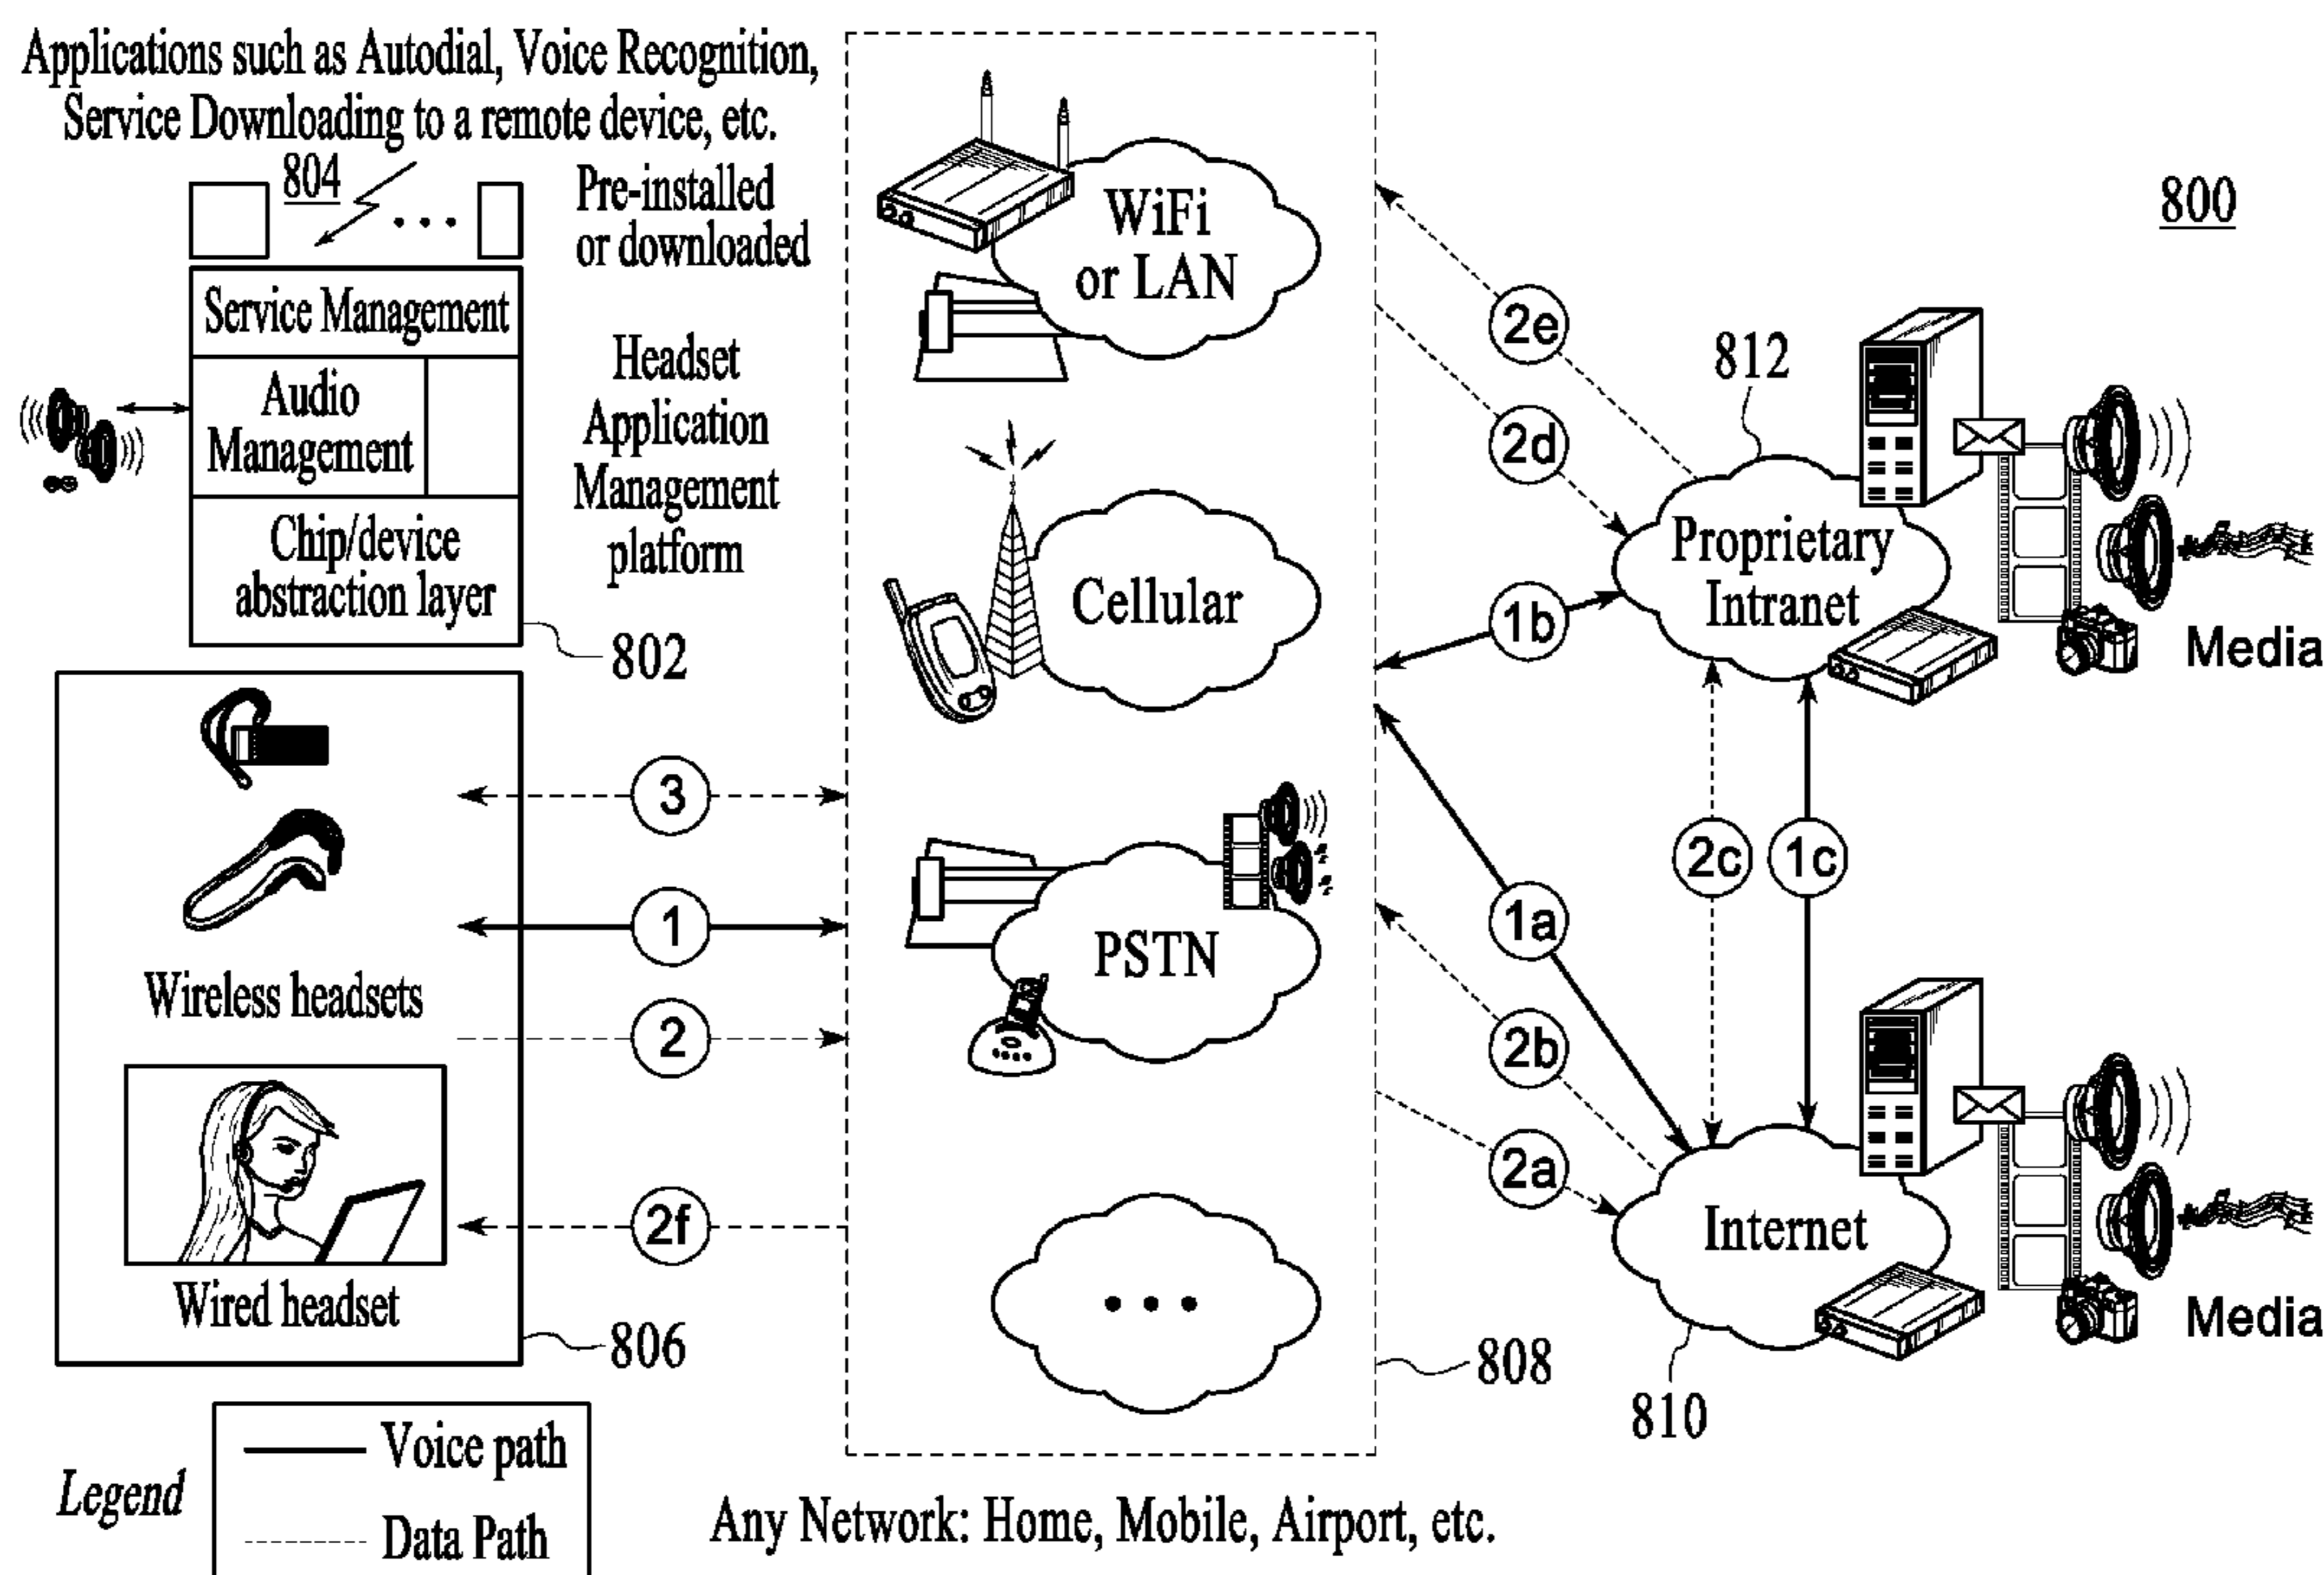 Applications such as Autodial, Voice Recognition,
Service Downloading to a remote device, etc.
804
Pre-installed
or downloaded
Service Management
Audio
Management
Chip/device
abstraction layer
Headset
Application
Management
platform
802
Wireless headsets
Wired headset
806
3
1
2
2f
WiFi
or LAN
Cellular
PSTN
808
2e
2d
1b
1a
2b
2a
2c
1c
800
812
Proprietary
Intranet
Media
Internet
Media
810
Legend
Voice path
Data Path
Any Network: Home, Mobile, Airport, etc.